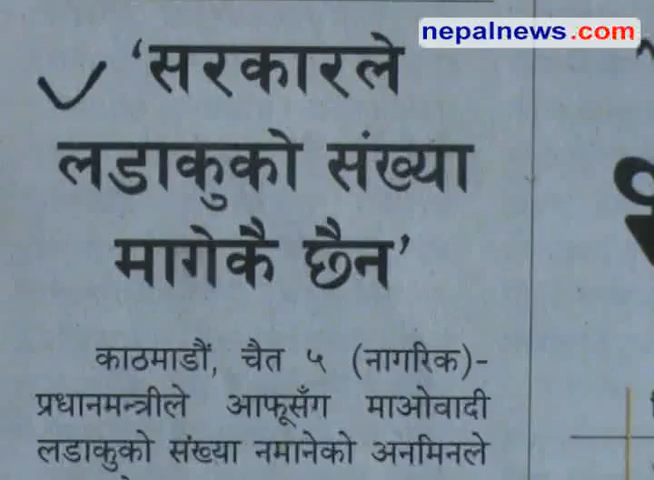 nepalnews.com
‘सरकारले
लडाकुको संख्या
मागेकै छैन’
काठमाडौं, चैत ५ (नागरिक)-
प्रधानमन्त्रीले आफूसँग माओवादी
लडाकुको संख्या नमानेको अनमिनले